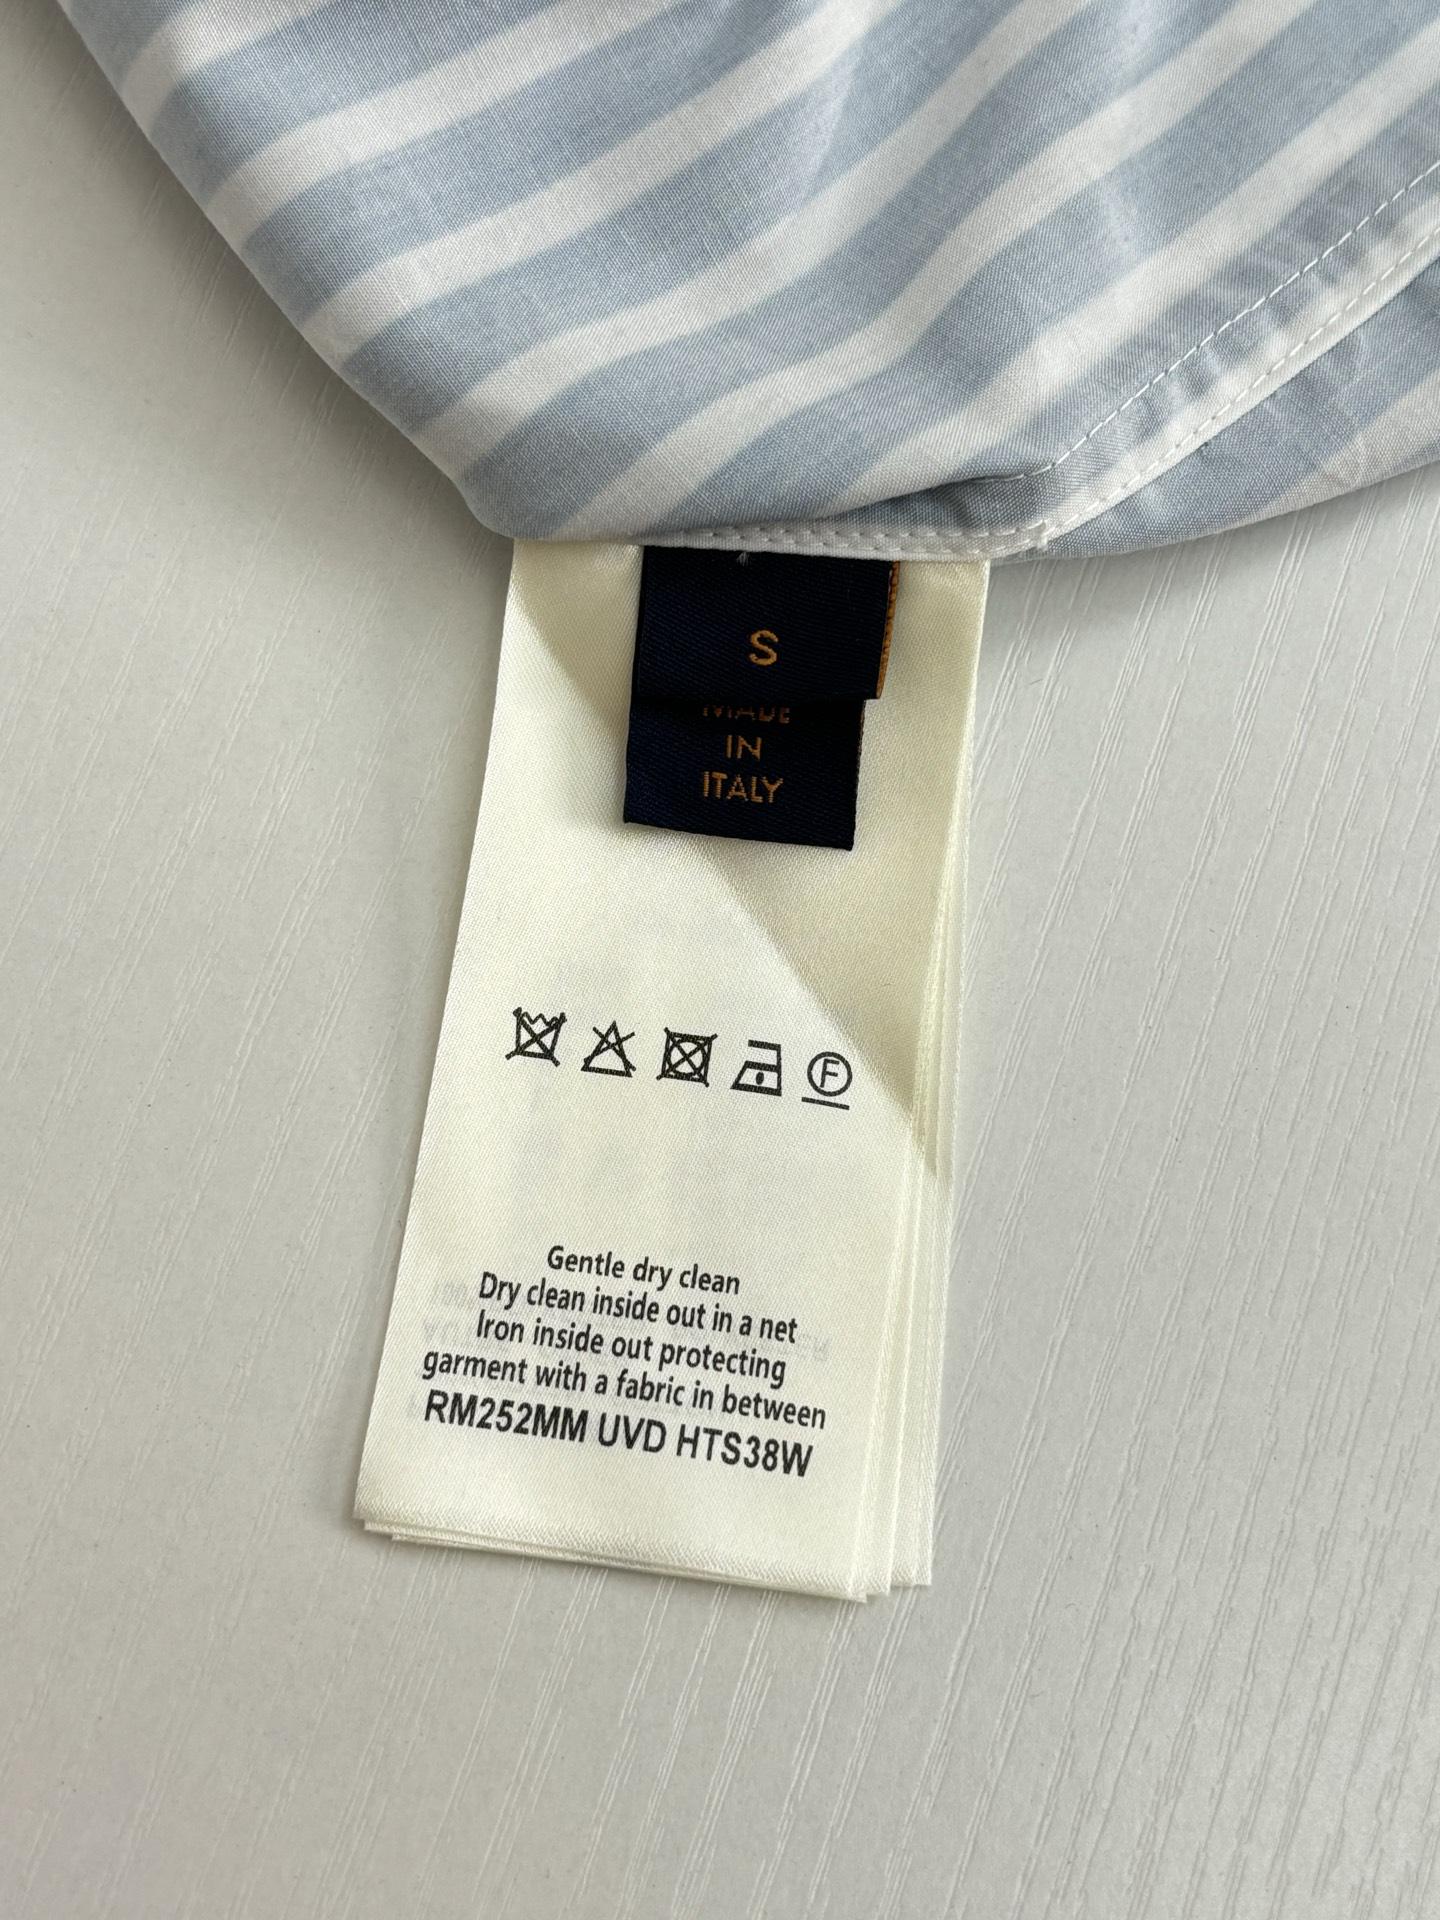 S
MADE
IN
ITALY
F
Gentle dry clean
Dry clean inside out in a net
Iron inside out protecting
garment with a fabric in between
RM252MM UVD HTS38W